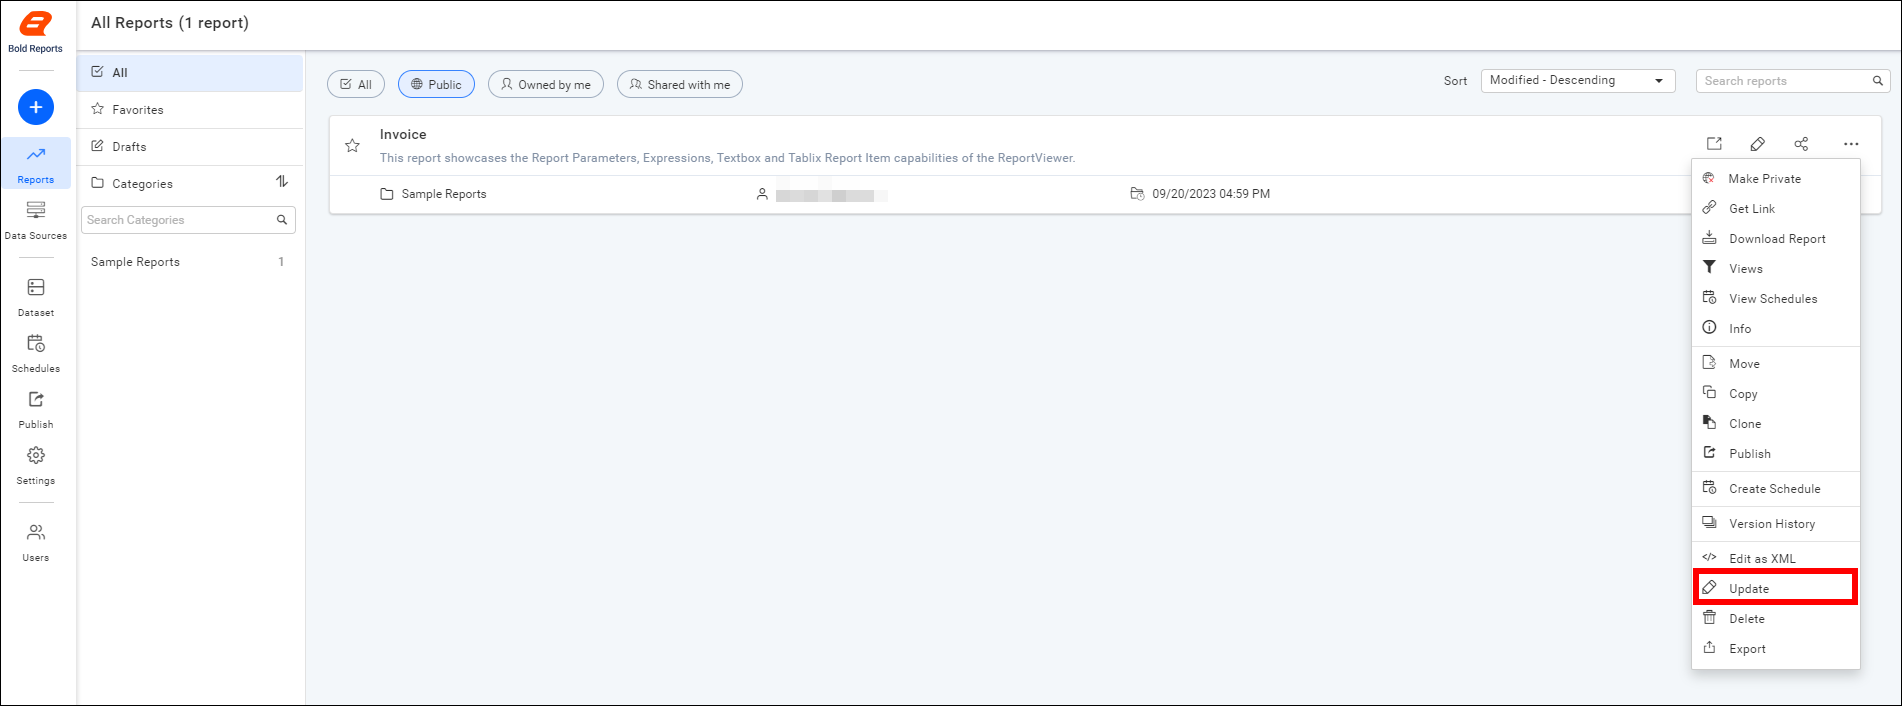 Bold Reports
All Reports (1 report)
All
Favorites
Drafts
Categories
Search Categories
Sample Reports 1
Reports
Data Sources
Dataset
Schedules
Publish
Settings
Users
All Public Owned by me Shared with me
Sort Modified - Descending Search reports
Invoice
This report showcases the Report Parameters, Expressions, Textbox and Tablix Report Item capabilities of the ReportViewer.
Sample Reports 09/20/2023 04:59 PM
Make Private
Get Link
Download Report
Views
View Schedules
Info
Move
Copy
Clone
Publish
Create Schedule
Version History
Edit as XML
Update
Delete
Export